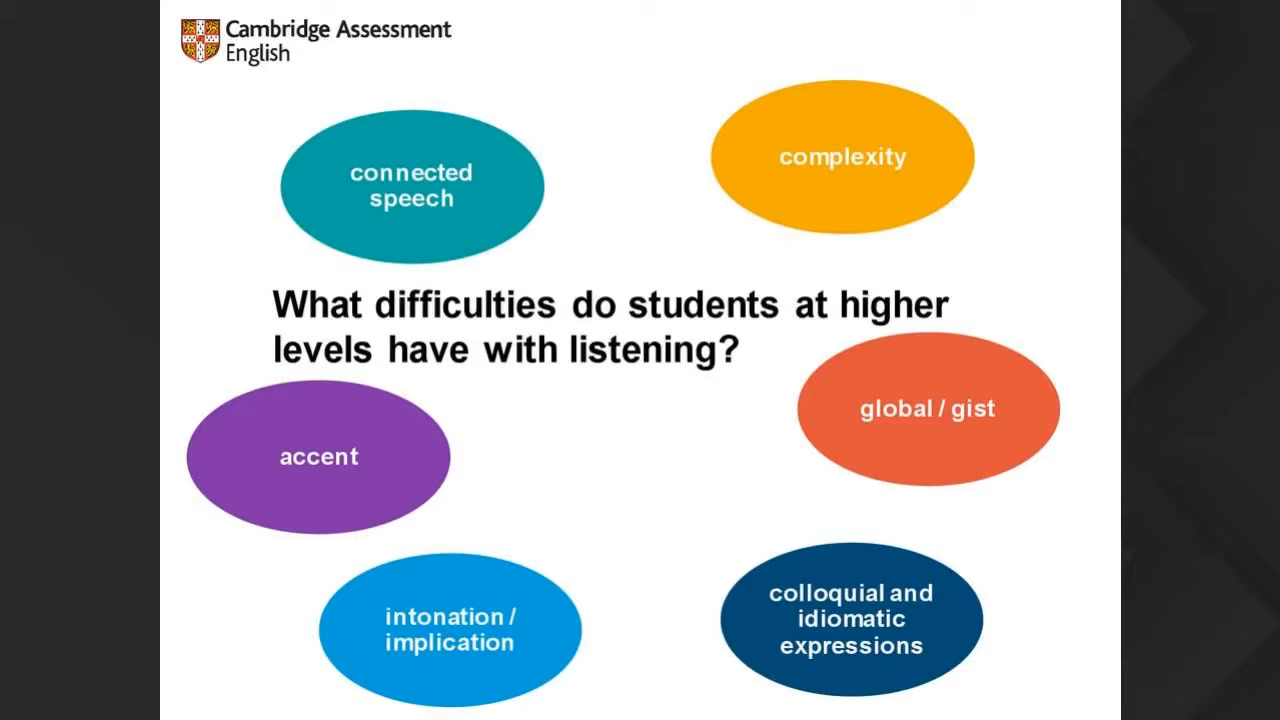 Cambridge Assessment
English
connected
speech
complexity
What difficulties do students at higher
levels have with listening?
global / gist
accent
intonation /
implication
colloquial and
idiomatic
expressions